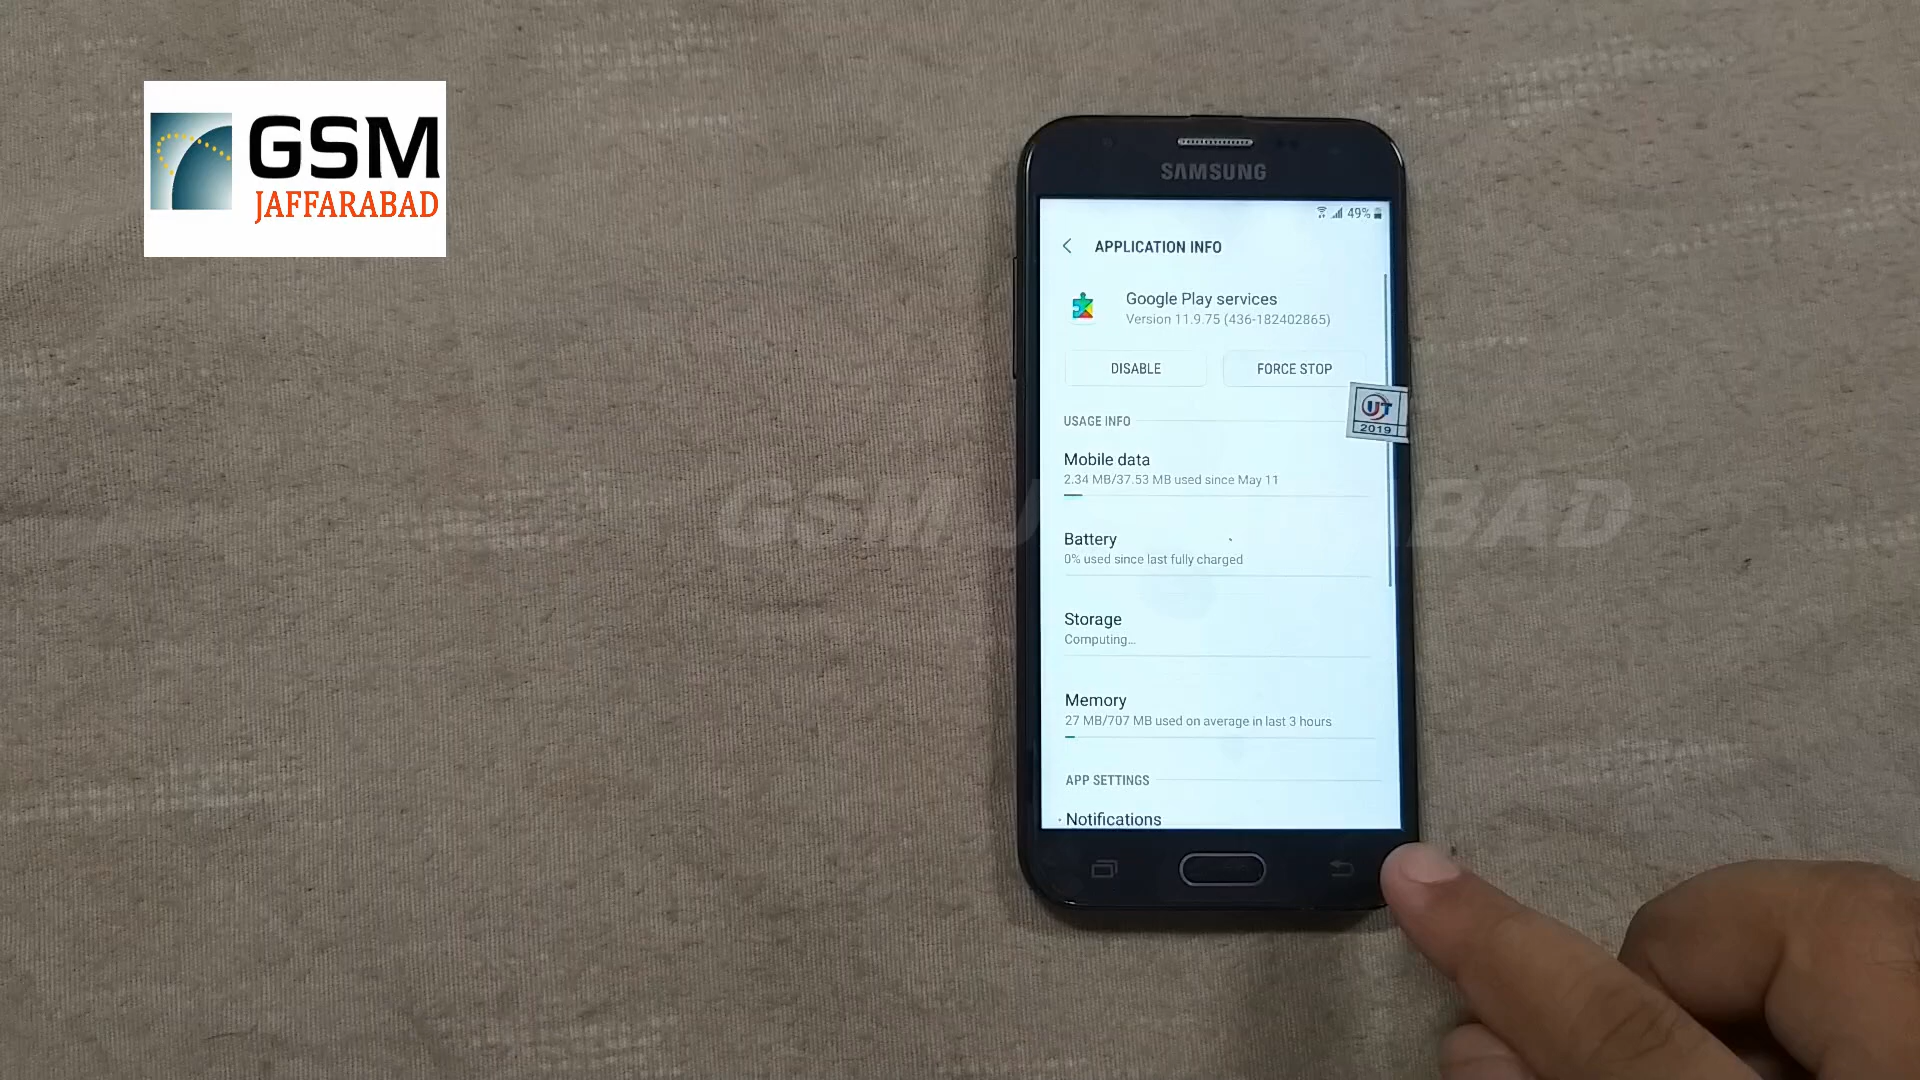 GSM
JAFFARABAD
SAMSUNG
49%
APPLICATION INFO
Google Play services
Version 11.9.75 (436-182402865)
DISABLE
FORCE STOP
UT
2019
USAGE INFO
Mobile data
2.34 MB/37.53 MB used since May 11
GSM J BAD
Battery
0% used since last fully charged
Storage
Computing...
Memory
27 MB/707 MB used on average in last 3 hours
APP SETTINGS
Notifications